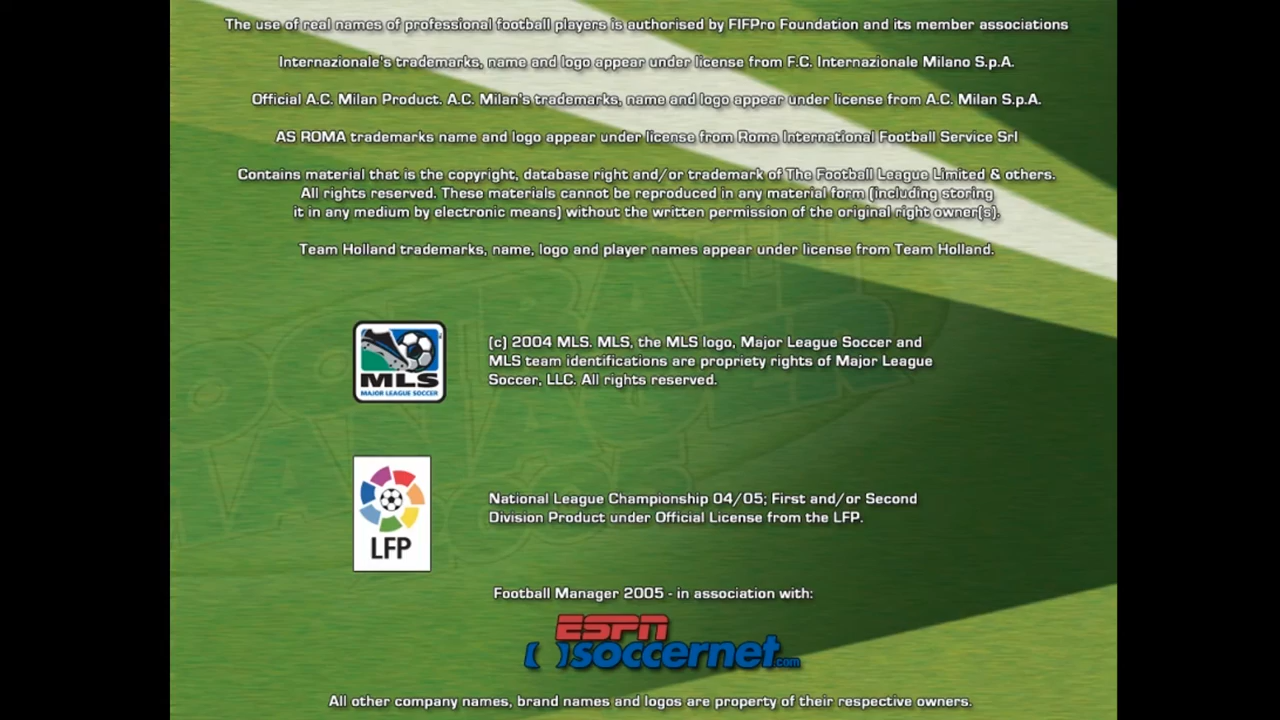 The use of real names of professional football players is authorised by FIFPro Foundation and its member associations
Internazionale's trademarks, name and logo appear under license from F.C. Internazionale Milano S.p.A.
Official A.C. Milan Product. A.C. Milan's trademarks, name and logo appear under license from A.C. Milan S.p.A.
AS ROMA trademarks name and logo appear under license from Roma International Football Service Srl
Contains material that is the copyright, database right and/or trademark of The Football League Limited & others.
All rights reserved. These materials cannot be reproduced in any material form (including storing
it in any medium by electronic means) without the written permission of the original right owner(s).
Team Holland trademarks, name, logo and player names appear under license from Team Holland.
MLS
MAJOR LEAGUE SOCCER
(c) 2004 MLS. MLS, the MLS logo, Major League Soccer and
MLS team identifications are propriety rights of Major League
Soccer, LLC. All rights reserved.
LFP
National League Championship 04/05; First and/or Second
Division Product under Official License from the LFP.
Football Manager 2005 - in association with:
ESPN
soccernet.com
All other company names, brand names and logos are property of their respective owners.